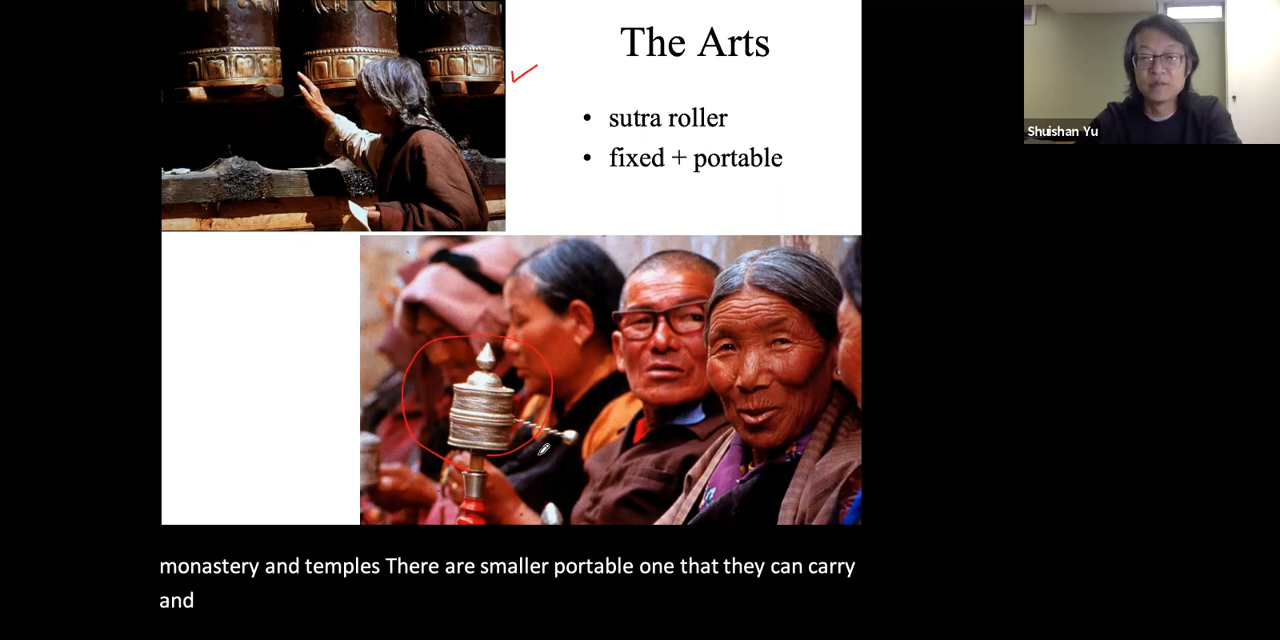 The Arts
• sutra roller
• fixed + portable
Shuishan Yu
monastery and temples There are smaller portable one that they can carry
and